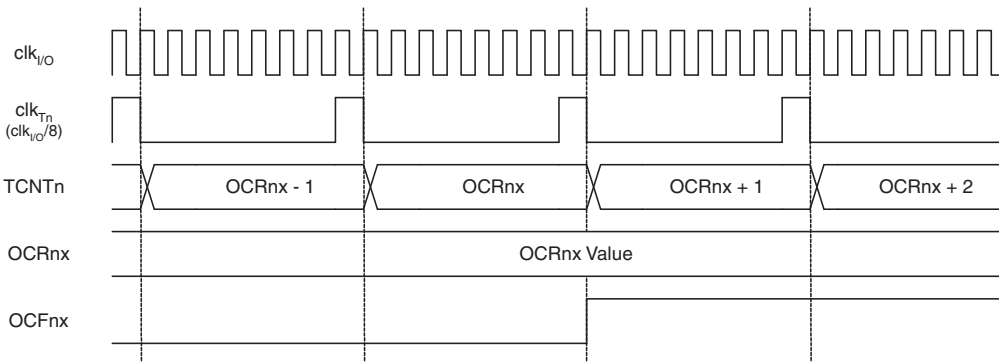 clkI/O
clkTn
(clkI/O/8)
TCNTn
OCRnx - 1
OCRnx
OCRnx + 1
OCRnx + 2
OCRnx
OCRnx Value
OCFnx